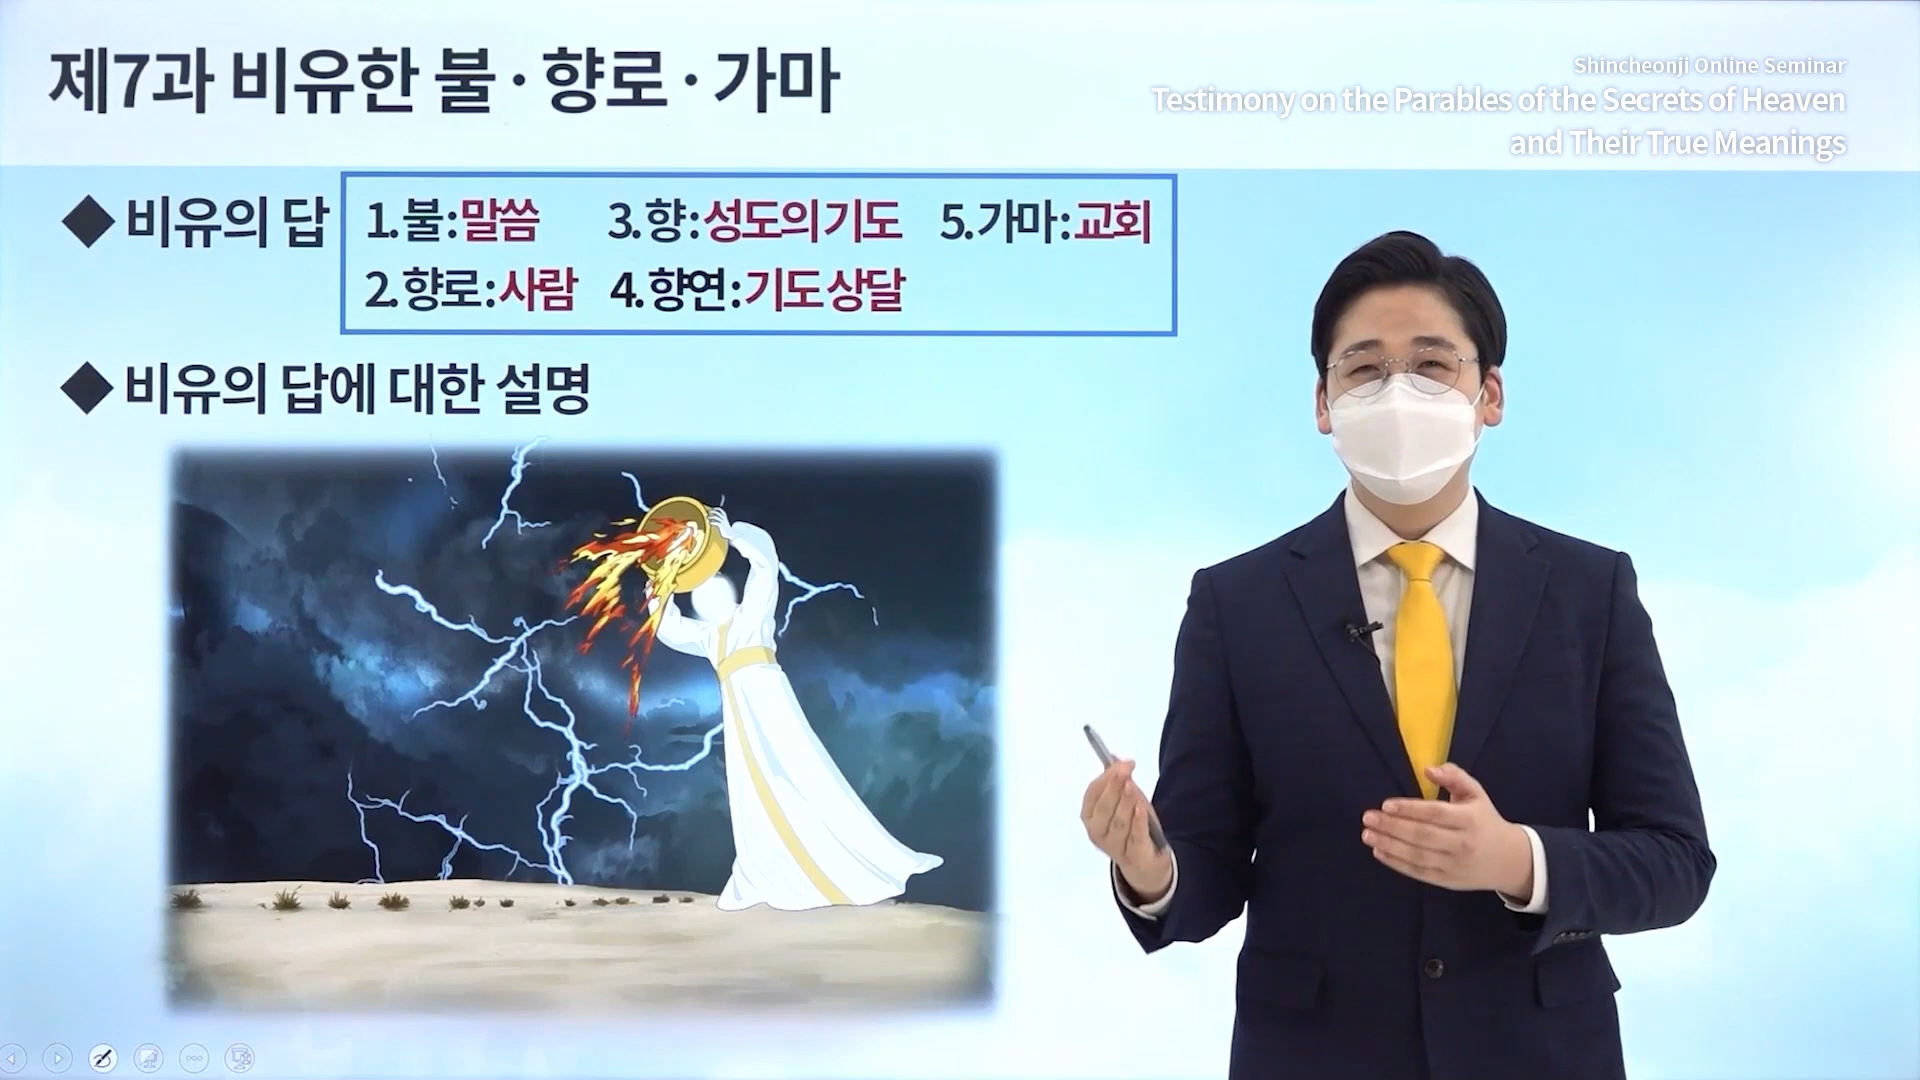 제7과 비유한 불·향로·가마
Shincheonji Online Seminar
Testimony on the Parables of the Secrets of Heaven
and Their True Meanings
◆ 비유의 답
1.불:말씀 3.향:성도의 기도 5.가마:교회
2.향로:사람 4.향연:기도 상달
◆ 비유의 답에 대한 설명